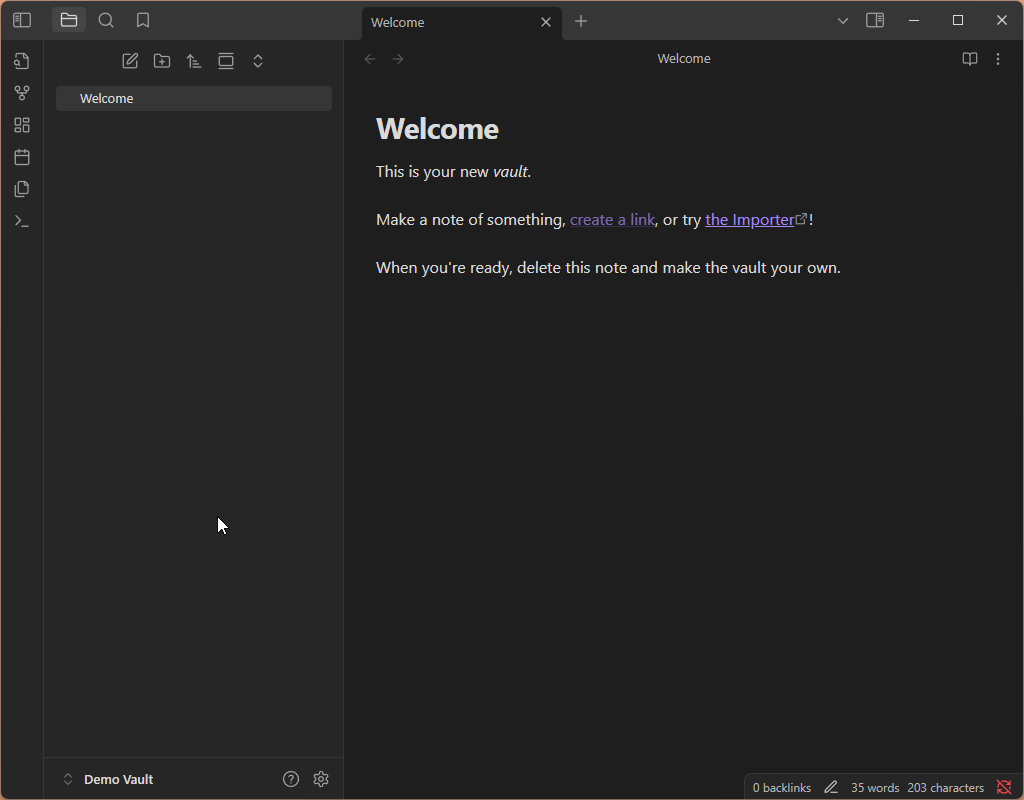 Welcome
Welcome
Welcome
Welcome
This is your new vault.
Make a note of something, create a link, or try the Importer!
When you're ready, delete this note and make the vault your own.
Demo Vault
0 backlinks 35 words 203 characters